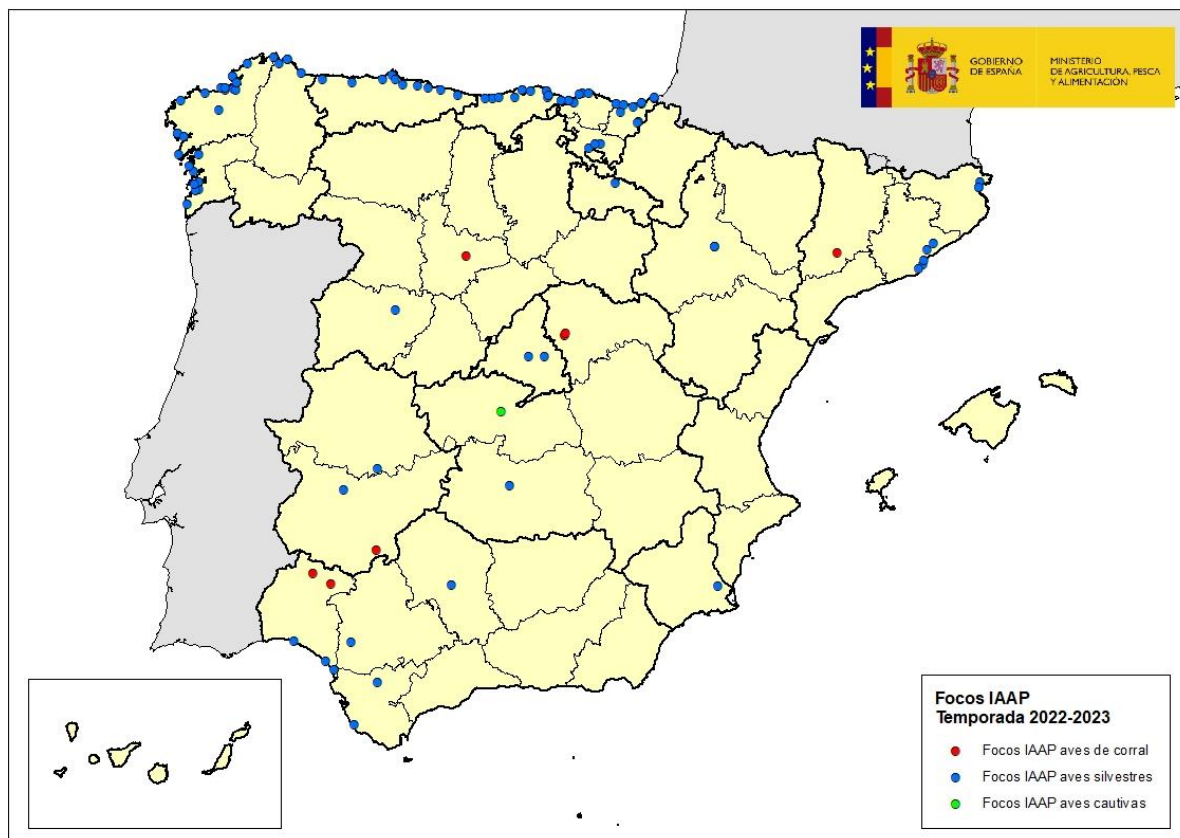 GOBIERNO
DE ESPAÑA
MINISTERIO
DE AGRICULTURA, PESCA
Y ALIMENTACIÓN
Focos IAAP
Temporada 2022-2023
Focos IAAP aves de corral
Focos IAAP aves silvestres
Focos IAAP aves cautivas